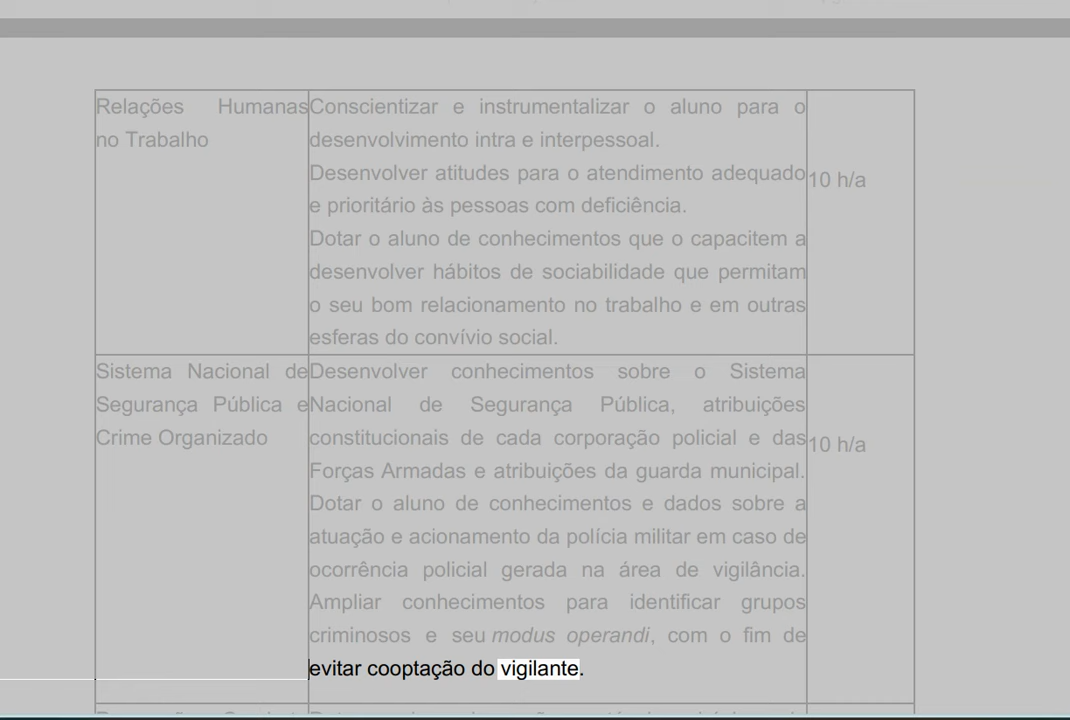 Relações Humanas
no Trabalho
Conscientizar e instrumentalizar o aluno para o
desenvolvimento intra e interpessoal.
Desenvolver atitudes para o atendimento adequado
e prioritário às pessoas com deficiência.
Dotar o aluno de conhecimentos que o capacitem a
desenvolver hábitos de sociabilidade que permitam
o seu bom relacionamento no trabalho e em outras
esferas do convívio social.
10 h/a
Sistema Nacional de
Segurança Pública e
Crime Organizado
Desenvolver conhecimentos sobre o Sistema
Nacional de Segurança Pública, atribuições
constitucionais de cada corporação policial e das
Forças Armadas e atribuições da guarda municipal.
Dotar o aluno de conhecimentos e dados sobre a
atuação e acionamento da polícia militar em caso de
ocorrência policial gerada na área de vigilância.
Ampliar conhecimentos para identificar grupos
criminosos e seu modus operandi, com o fim de
evitar cooptação do vigilante.
10 h/a